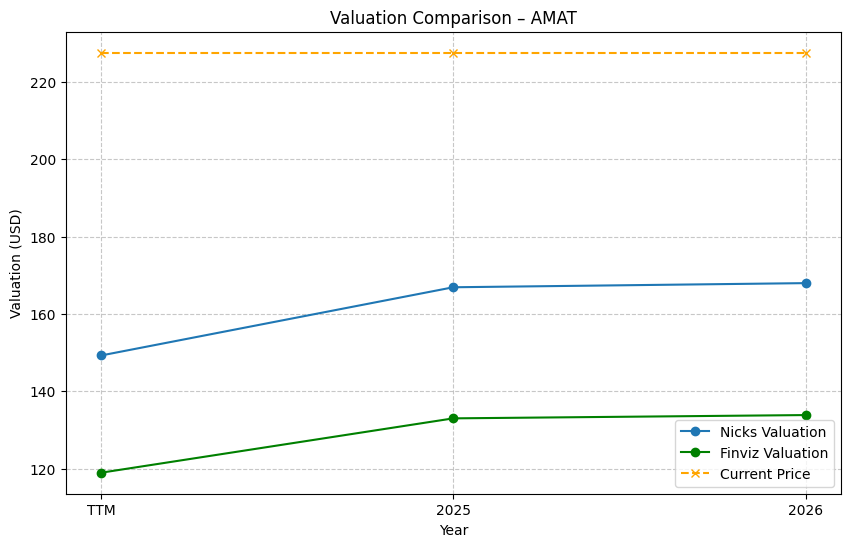 Valuation Comparison – AMAT
Valuation (USD)
220
200
180
160
140
120
TTM
2025
2026
Year
Nicks Valuation
Finviz Valuation
Current Price